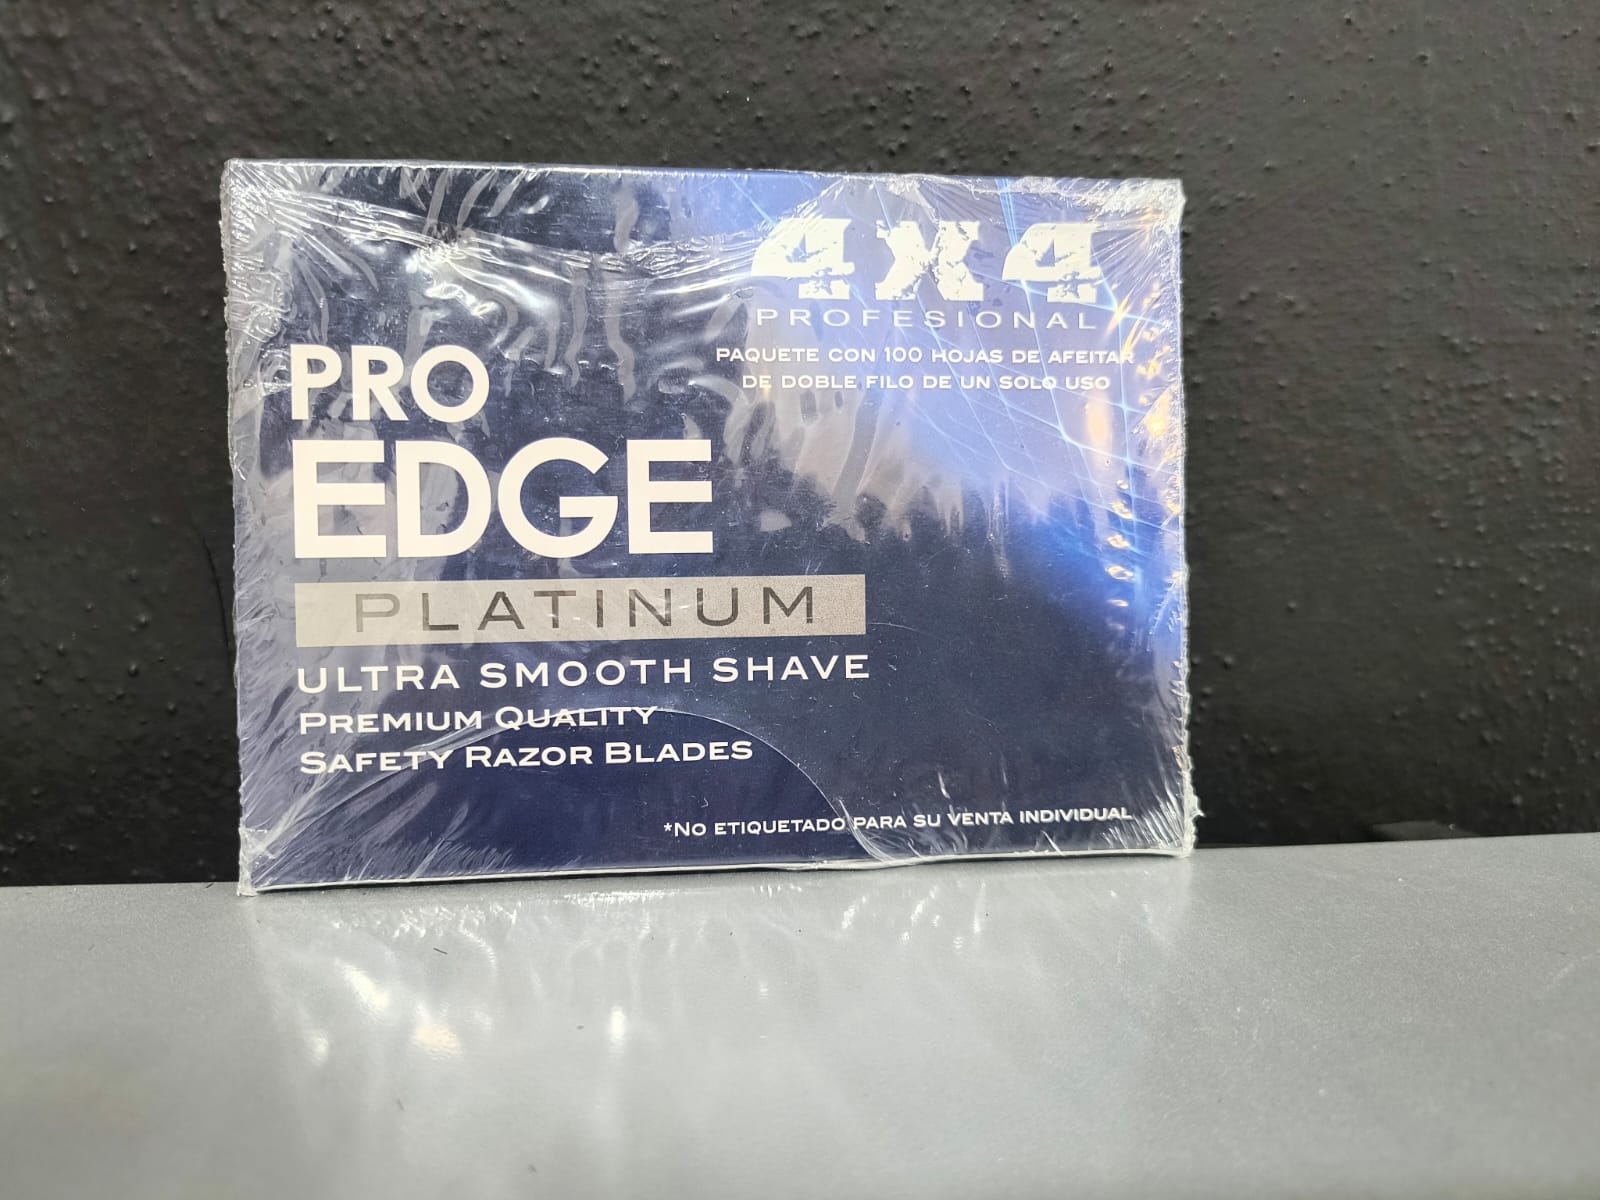 4X4
PROFESIONAL
PAQUETE CON 100 HOJAS DE AFEITAR
DE DOBLE FILO DE UN SOLO USO
PRO
EDGE
PLATINUM
ULTRA SMOOTH SHAVE
PREMIUM QUALITY
SAFETY RAZOR BLADES
*NO ETIQUETADO PARA SU VENTA INDIVIDUAL